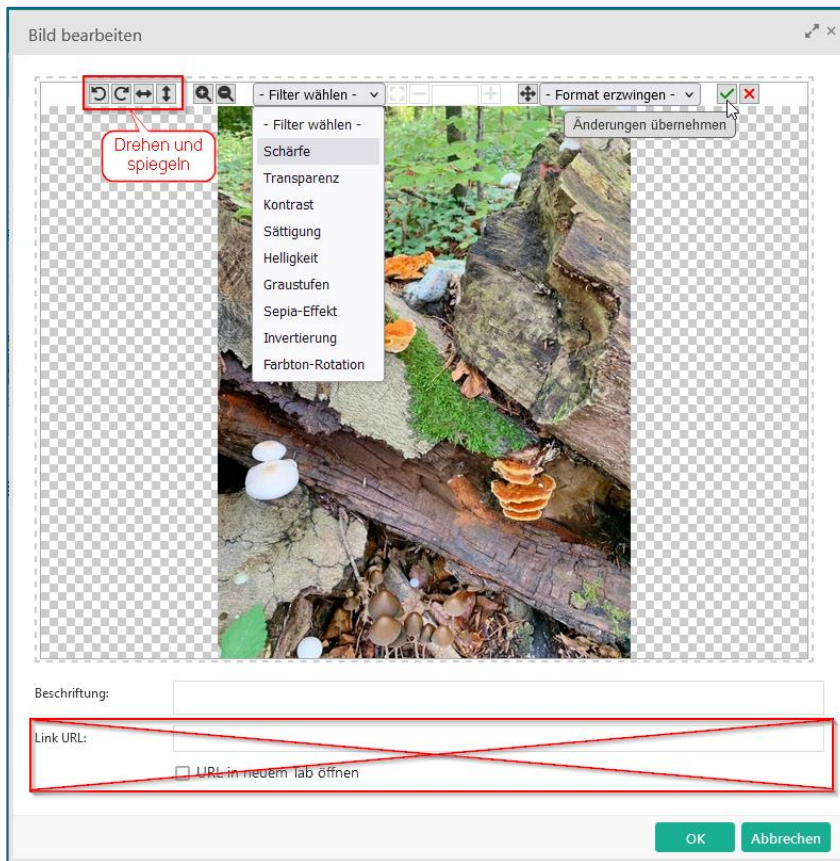 Bild bearbeiten
- Filter wählen -
- Format erzwingen -
Änderungen übernehmen
Drehen und
spiegeln
- Filter wählen -
Schärfe
Transparenz
Kontrast
Sättigung
Helligkeit
Graustufen
Sepia-Effekt
Invertierung
Farbton-Rotation
Beschriftung:
Link URL:
URL in neuem Tab öffnen
OK
Abbrechen